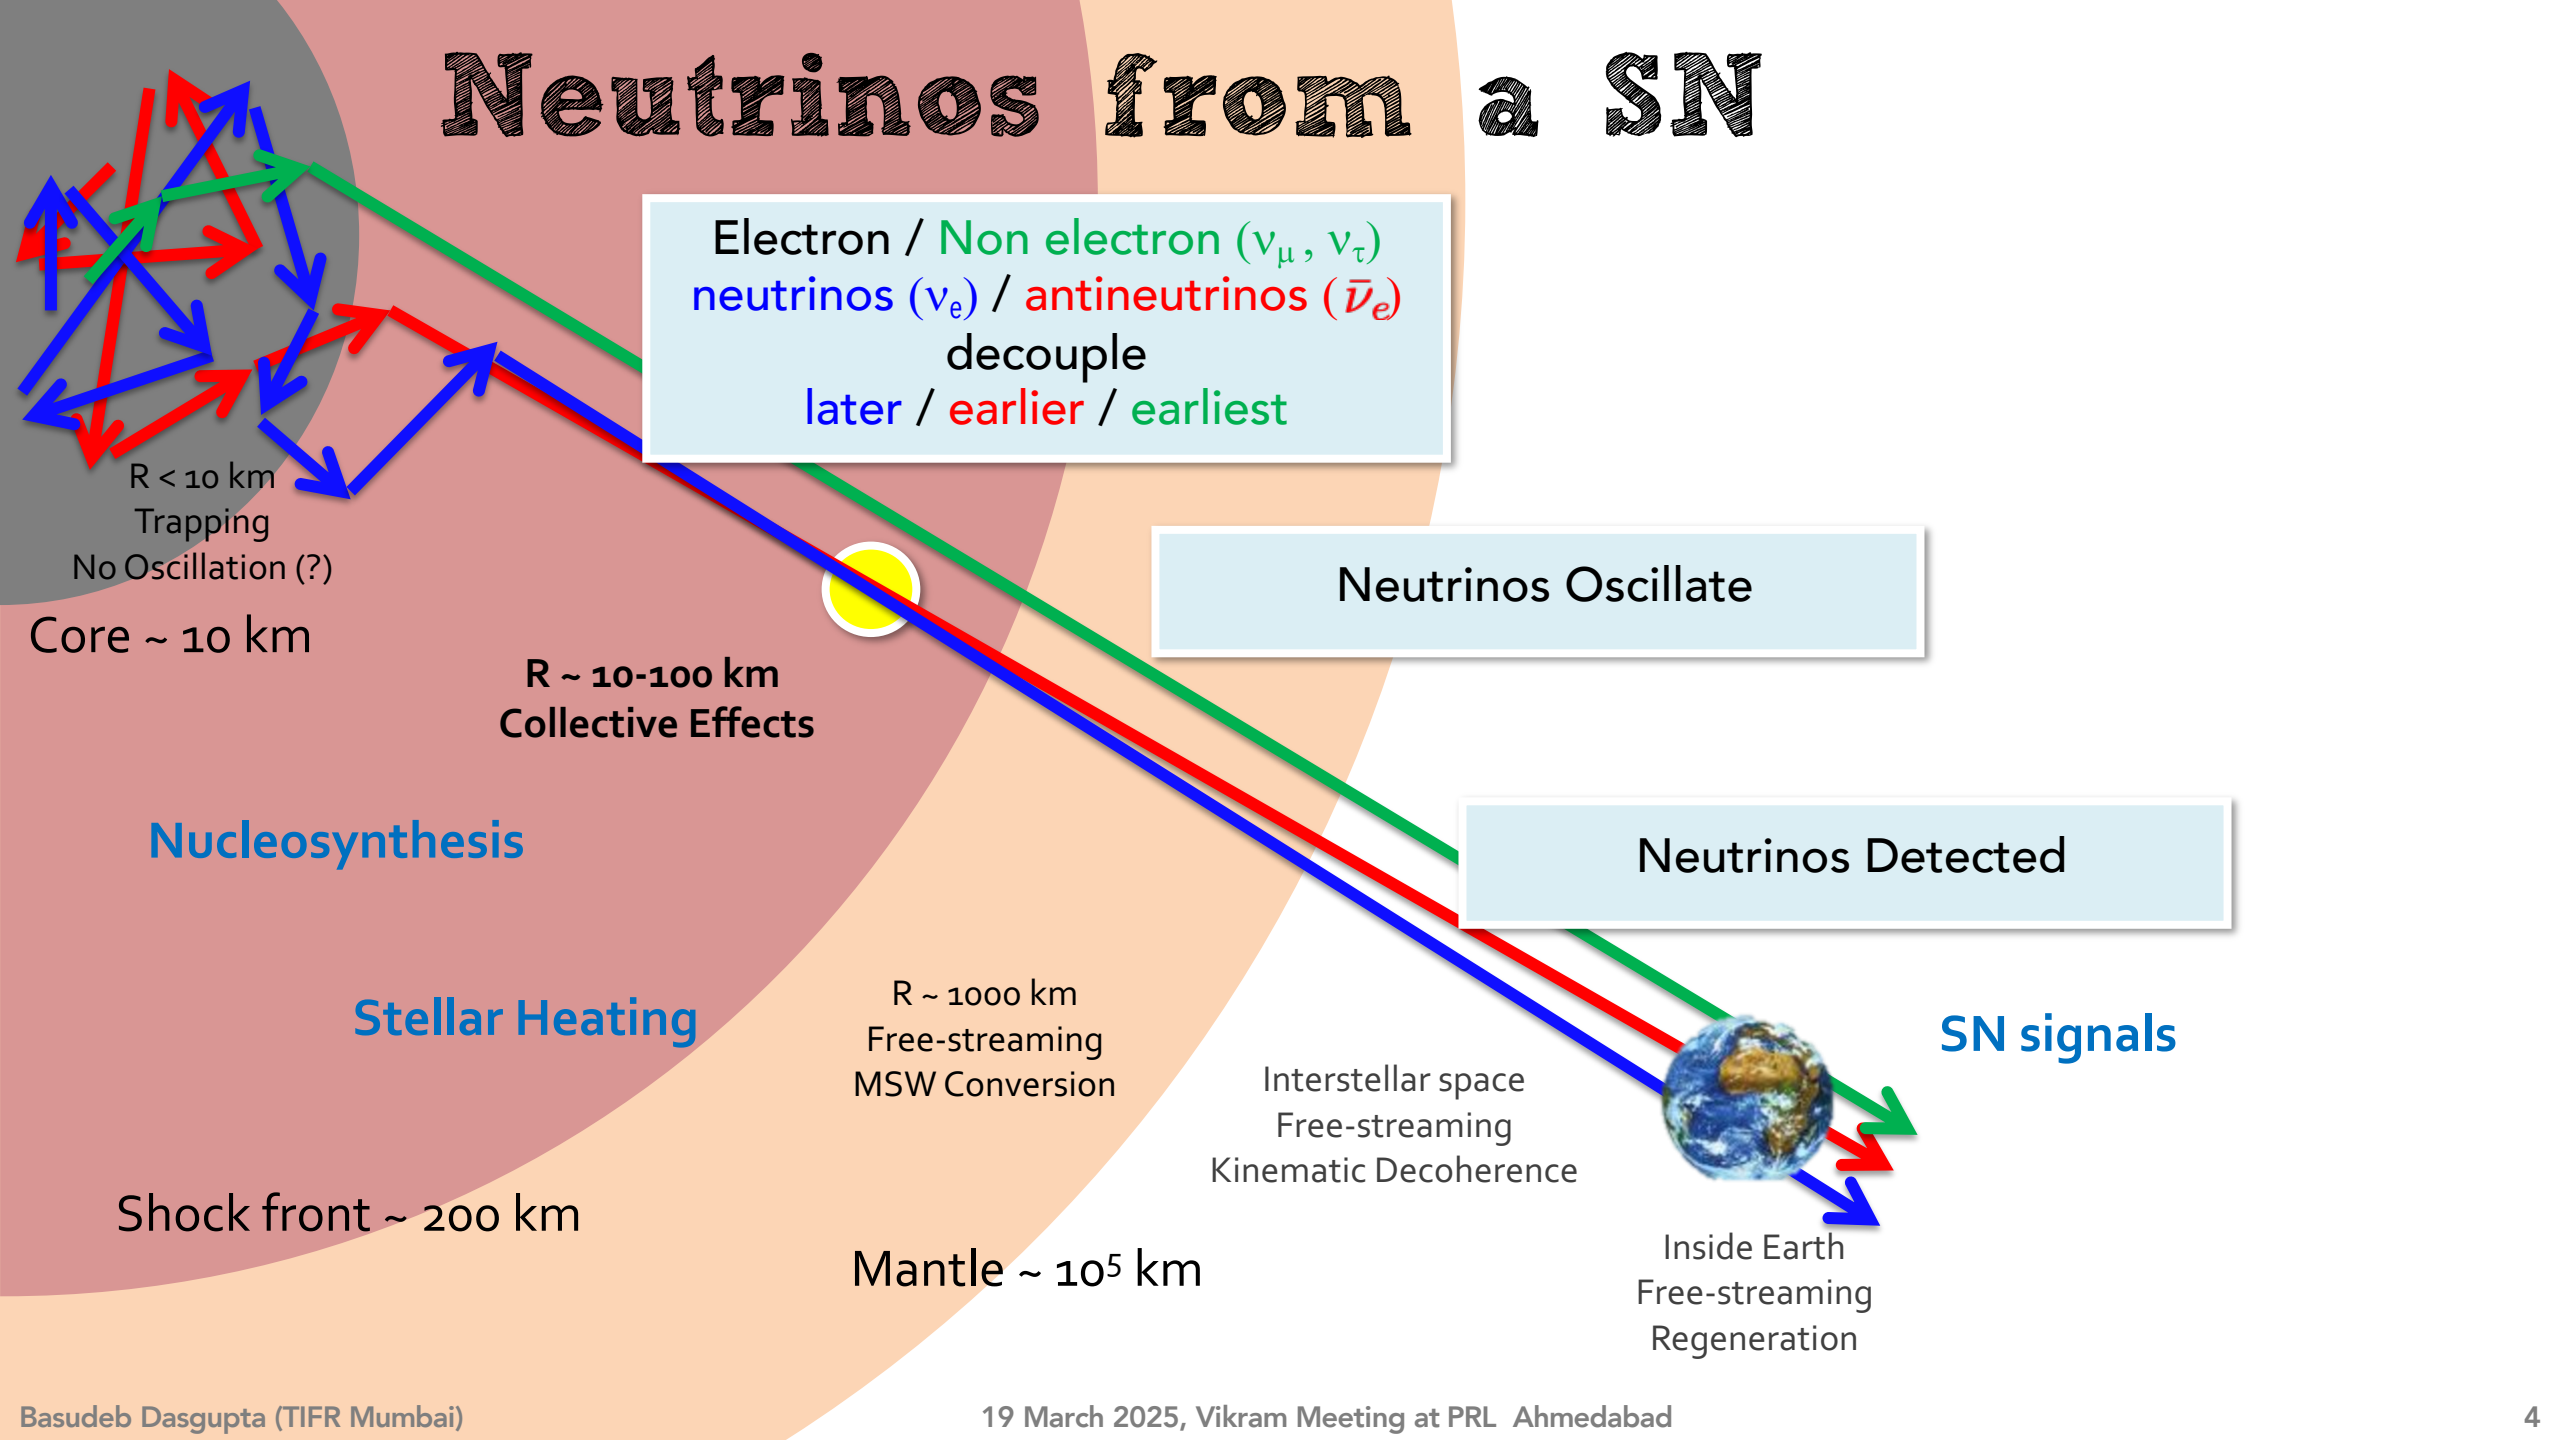 Neutrinos from a SN
Electron / Non electron (νμ , ντ)
neutrinos (νe) / antineutrinos ( ν̄e)
decouple
later / earlier / earliest
R < 10 km
Trapping
No Oscillation (?)
Core ~ 10 km
Neutrinos Oscillate
R ~ 10-100 km
Collective Effects
Nucleosynthesis
Neutrinos Detected
Stellar Heating
R ~ 1000 km
Free-streaming
MSW Conversion
SN signals
Interstellar space
Free-streaming
Kinematic Decoherence
Shock front ~ 200 km
Mantle ~ 10⁵ km
Inside Earth
Free-streaming
Regeneration
Basudeb Dasgupta (TIFR Mumbai)
19 March 2025, Vikram Meeting at PRL Ahmedabad
4